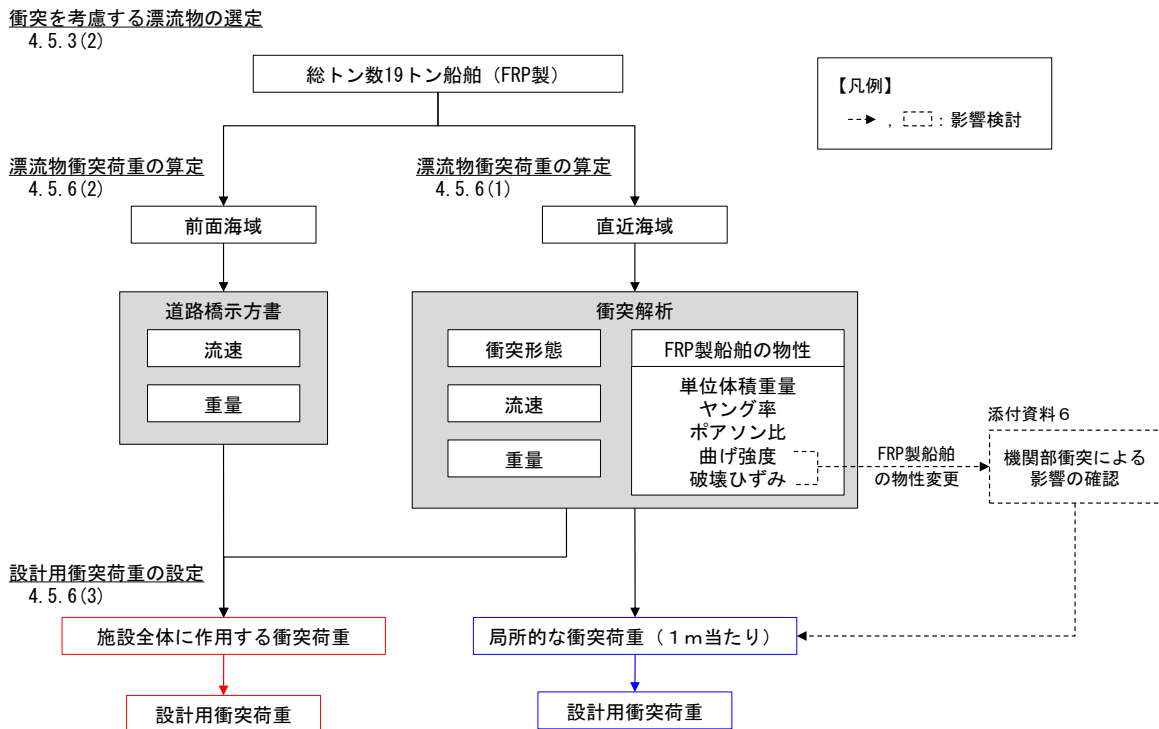 衝突を考慮する漂流物の選定
4.5.3(2)
総トン数19トン船舶（FRP製）
【凡例】
, : 影響検討
漂流物衝突荷重の算定
4.5.6(2)
漂流物衝突荷重の算定
4.5.6(1)
前面海域
直近海域
道路橋示方書
流速
重量
衝突解析
衝突形態
流速
重量
FRP製船舶の物性
単位体積重量
ヤング率
ポアソン比
曲げ強度
破壊ひずみ
FRP製船舶
の物性変更
添付資料６
機関部衝突による
影響の確認
設計用衝突荷重の設定
4.5.6(3)
施設全体に作用する衝突荷重
局所的な衝突荷重（１ｍ当たり）
設計用衝突荷重
設計用衝突荷重